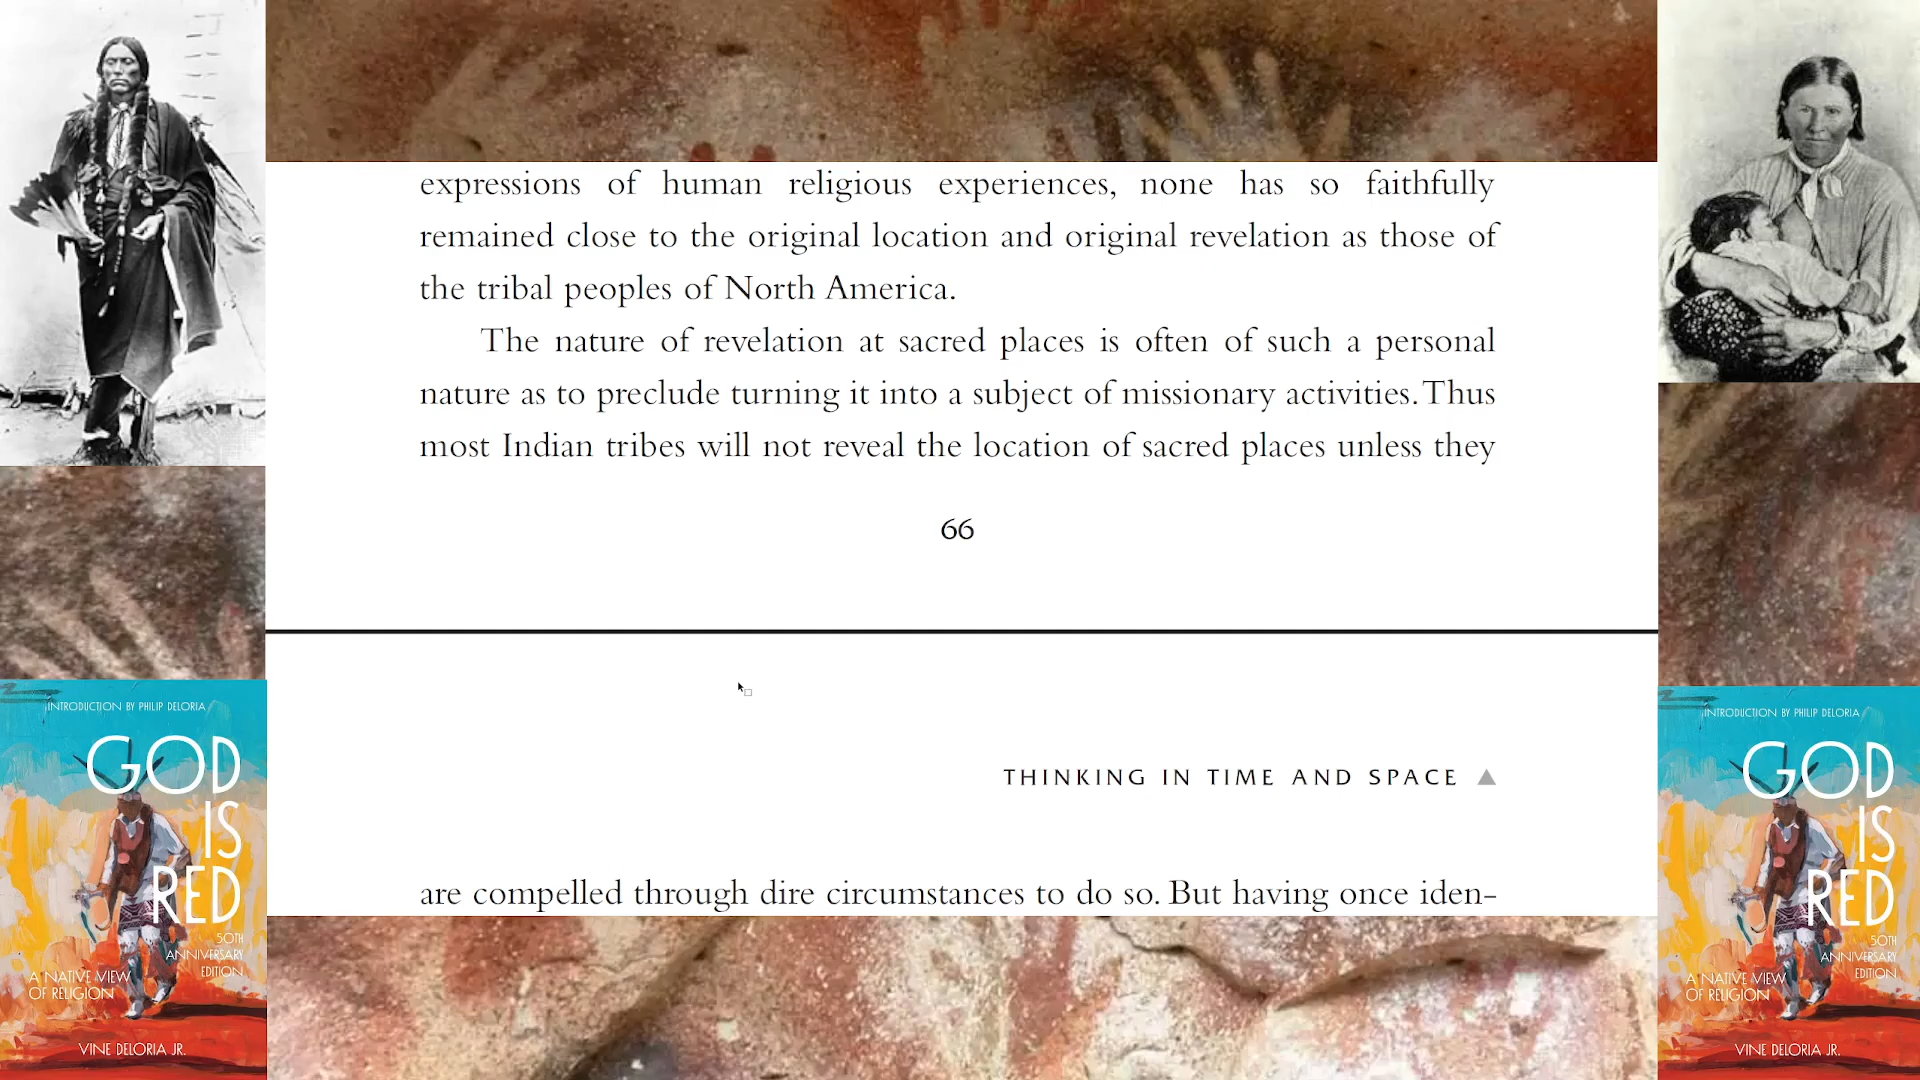 expressions of human religious experiences, none has so faithfully
remained close to the original location and original revelation as those of
the tribal peoples of North America.
The nature of revelation at sacred places is often of such a personal
nature as to preclude turning it into a subject of missionary activities. Thus
most Indian tribes will not reveal the location of sacred places unless they
66
THINKING IN TIME AND SPACE
are compelled through dire circumstances to do so. But having once iden-
INTRODUCTION BY PHILIP DELORIA
GOD
IS
RED
50TH
ANNIVERSARY
EDITION
A NATIVE VIEW
OF RELIGION
VINE DELORIA JR.
INTRODUCTION BY PHILIP DELORIA
GOD
IS
RED
50TH
ANNIVERSARY
EDITION
A NATIVE VIEW
OF RELIGION
VINE DELORIA JR.